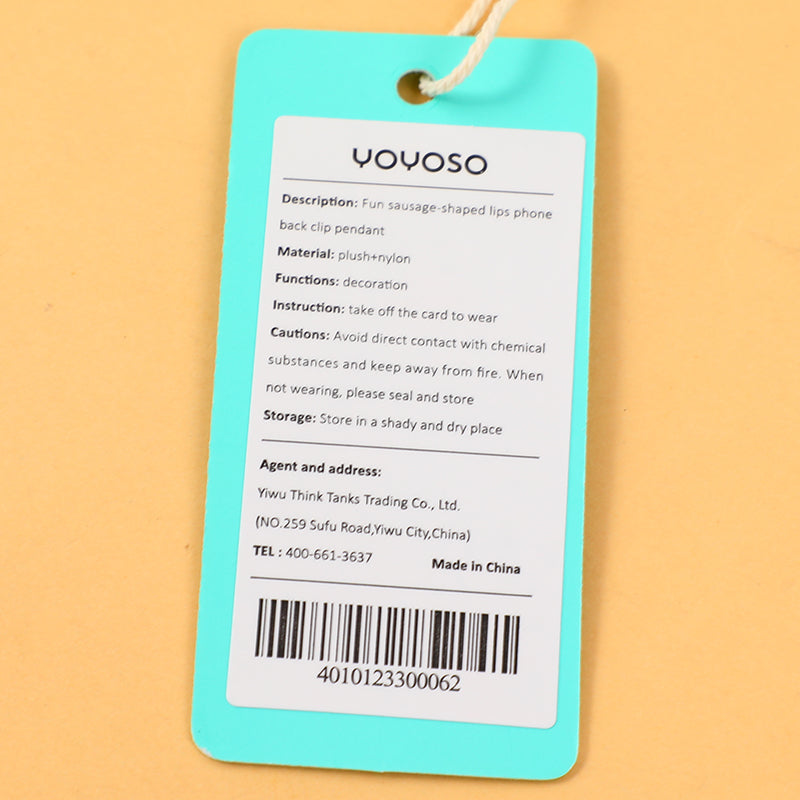 YOYOSO
Description: Fun sausage-shaped lips phone
back clip pendant
Material: plush+nylon
Functions: decoration
Instruction: take off the card to wear
Cautions: Avoid direct contact with chemical
substances and keep away from fire. When
not wearing, please seal and store
Storage: Store in a shady and dry place
Agent and address:
Yiwu Think Tanks Trading Co., Ltd.
(NO.259 Sufu Road,Yiwu City,China)
TEL : 400-661-3637 Made in China
4010123300062